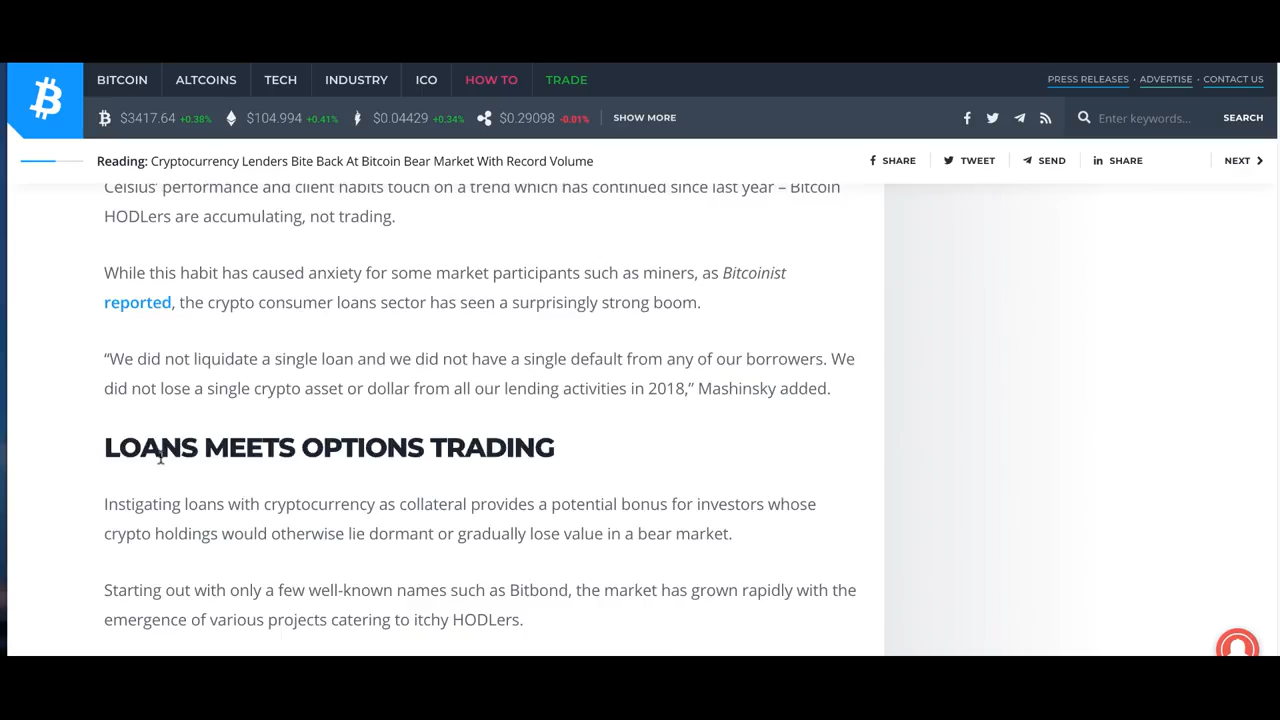 BITCOIN ALTCOINS TECH INDUSTRY ICO HOW TO TRADE PRESS RELEASES · ADVERTISE · CONTACT US
$3417.64 +0.38% $104.994 +0.41% $0.04429 +0.34% $0.29098 -0.01% SHOW MORE Enter keywords... SEARCH
Reading: Cryptocurrency Lenders Bite Back At Bitcoin Bear Market With Record Volume SHARE TWEET SEND SHARE NEXT
Celsius’ performance and client habits touch on a trend which has continued since last year – Bitcoin
HODLers are accumulating, not trading.
While this habit has caused anxiety for some market participants such as miners, as Bitcoinist
reported, the crypto consumer loans sector has seen a surprisingly strong boom.
“We did not liquidate a single loan and we did not have a single default from any of our borrowers. We
did not lose a single crypto asset or dollar from all our lending activities in 2018,” Mashinsky added.
LOANS MEETS OPTIONS TRADING
Instigating loans with cryptocurrency as collateral provides a potential bonus for investors whose
crypto holdings would otherwise lie dormant or gradually lose value in a bear market.
Starting out with only a few well-known names such as Bitbond, the market has grown rapidly with the
emergence of various projects catering to itchy HODLers.